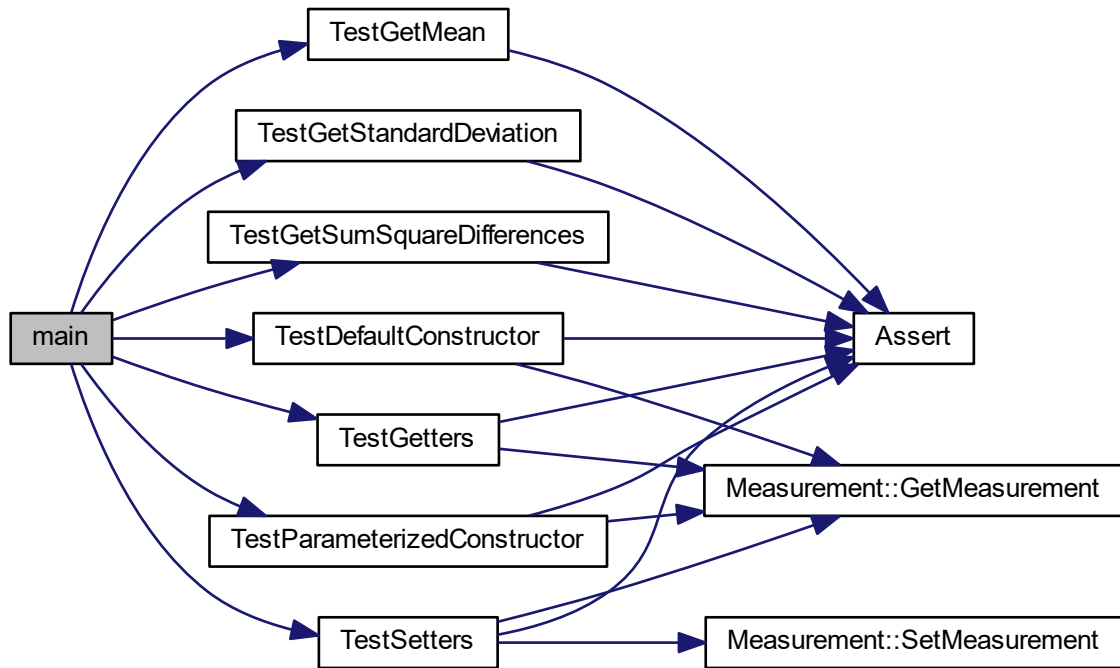 TestGetMean
TestGetStandardDeviation
TestGetSumSquareDifferences
main
TestDefaultConstructor
Assert
TestGetters
Measurement::GetMeasurement
TestParameterizedConstructor
TestSetters
Measurement::SetMeasurement